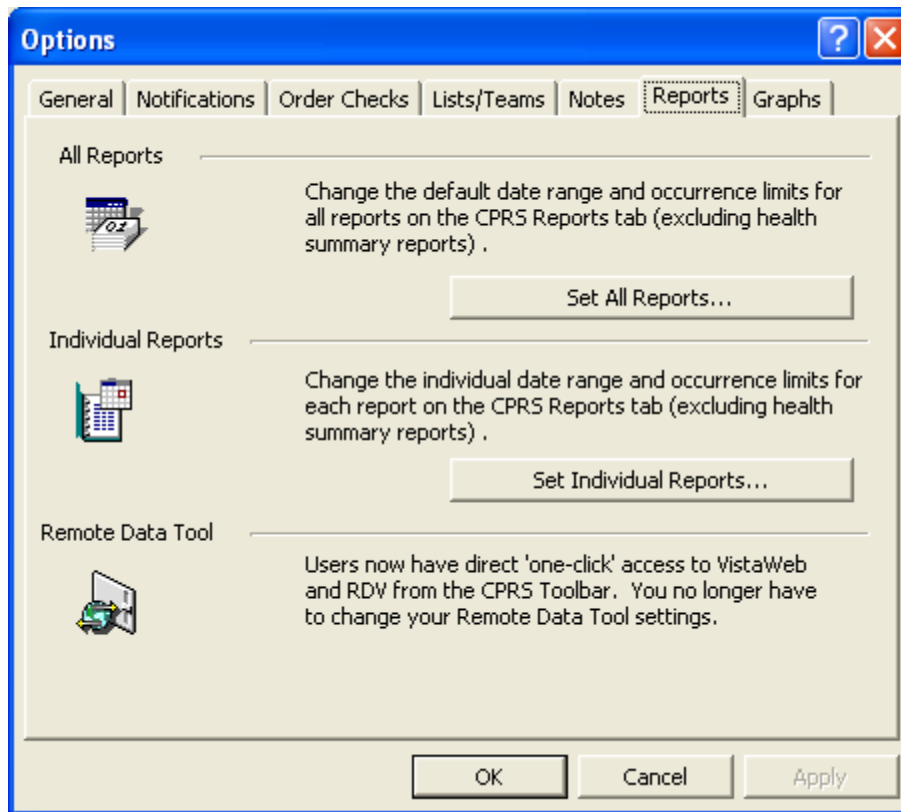 Options
General Notifications Order Checks Lists/Teams Notes Reports Graphs
All Reports
Change the default date range and occurrence limits for
all reports on the CPRS Reports tab (excluding health
summary reports) .
Set All Reports...
Individual Reports
Change the individual date range and occurrence limits for
each report on the CPRS Reports tab (excluding health
summary reports) .
Set Individual Reports...
Remote Data Tool
Users now have direct 'one-click' access to VistaWeb
and RDV from the CPRS Toolbar.  You no longer have
to change your Remote Data Tool settings.
OK Cancel Apply